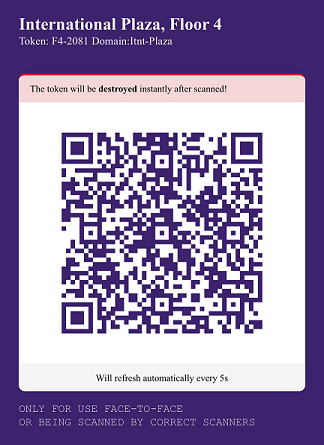 International Plaza, Floor 4
Token: F4-2081 Domain:Itnt-Plaza
The token will be destroyed instantly after scanned!
Will refresh automatically every 5s
ONLY FOR USE FACE-TO-FACE
OR BEING SCANNED BY CORRECT SCANNERS